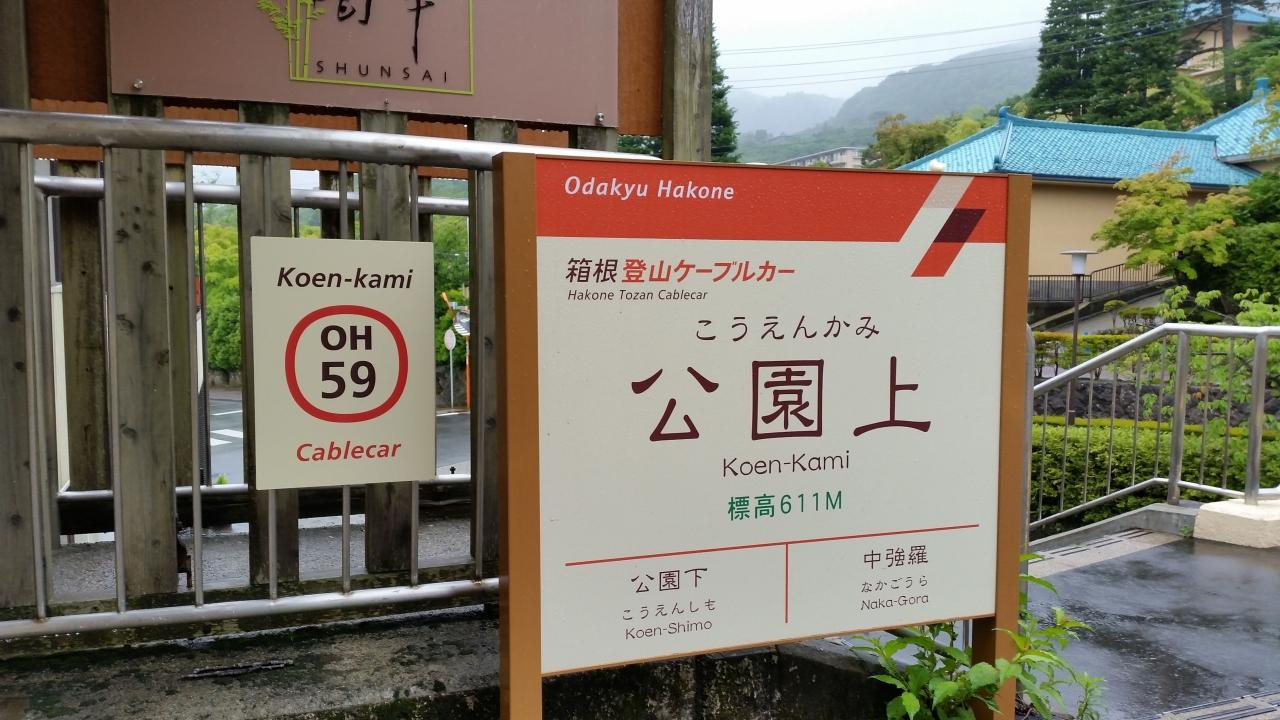 SHUNSAI
Koen-kami
OH
59
Cablecar
Odakyu Hakone
箱根登山ケーブルカー
Hakone Tozan Cablecar
こうえんかみ
公園上
Koen-Kami
標高611M
公園下
こうえんしも
Koen-Shimo
中強羅
なかごうら
Naka-Gora